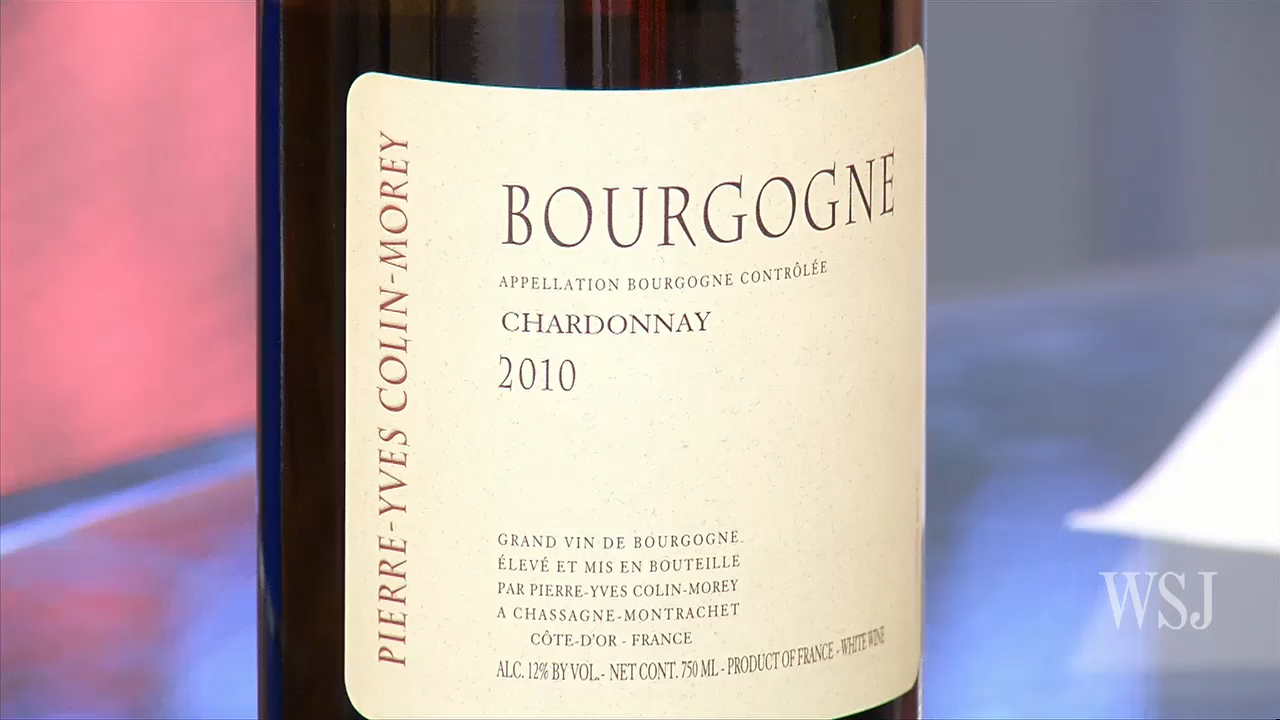 PIERRE-YVES COLIN-MOREY
BOURGOGNE
APPELLATION BOURGOGNE CONTRÔLÉE
CHARDONNAY
2010
GRAND VIN DE BOURGOGNE
ÉLEVÉ ET MIS EN BOUTEILLE
PAR PIERRE-YVES COLIN-MOREY
A CHASSAGNE-MONTRACHET
CÔTE-D'OR - FRANCE
ALC. 12% BY VOL.- NET CONT. 750 ML - PRODUCT OF FRANCE - WHITE WINE
WSJ